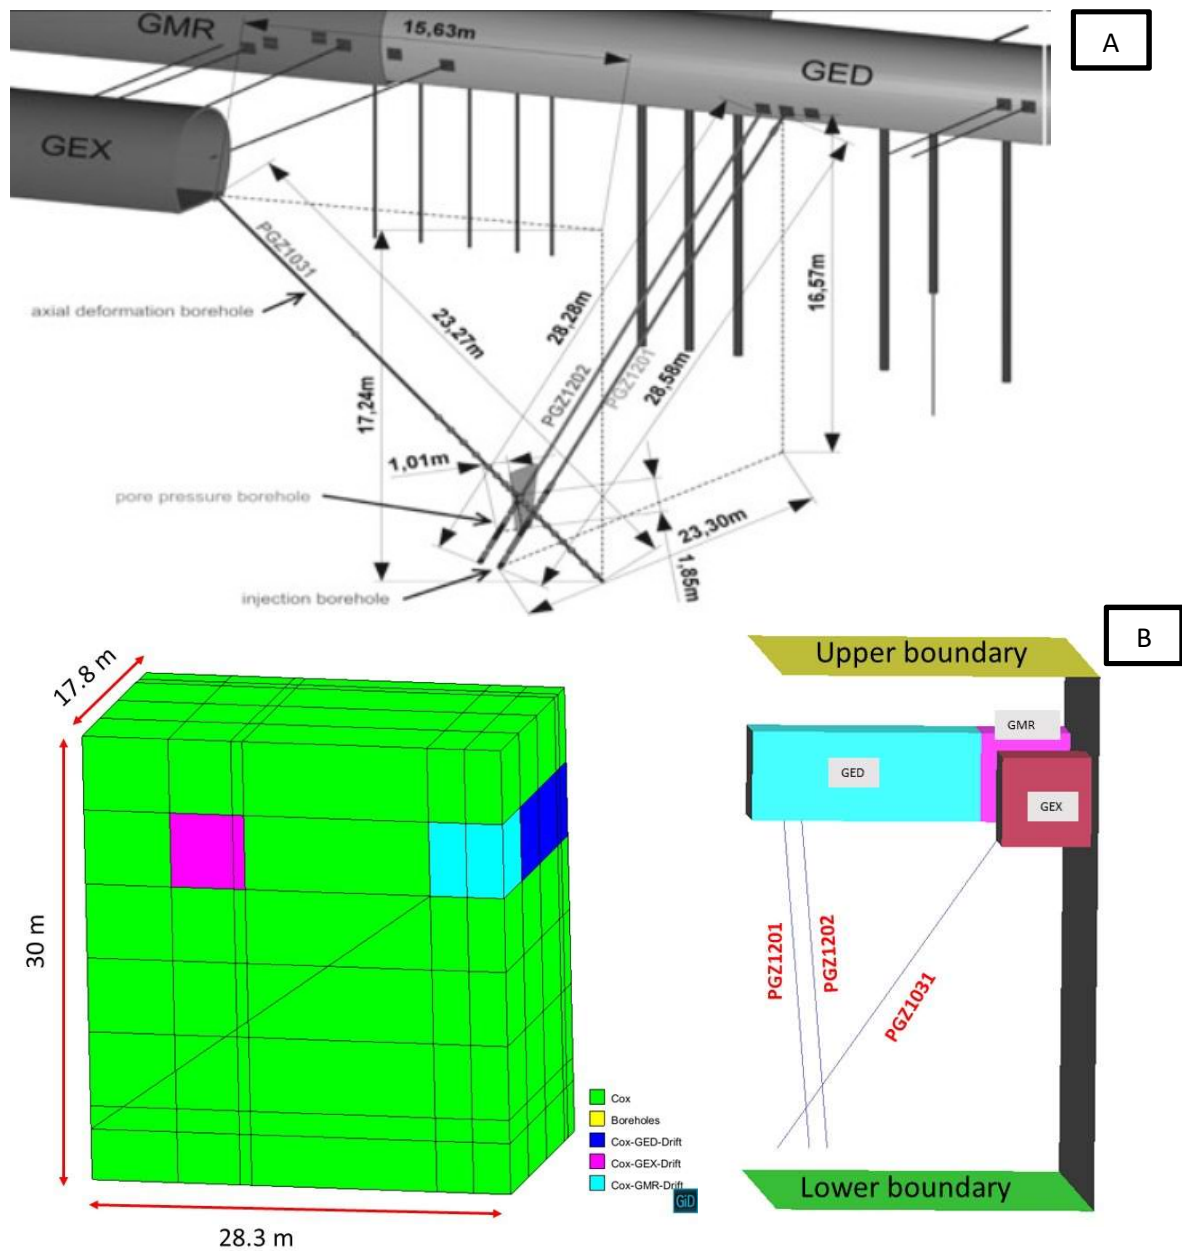 GMR
15,63m
A
GED
GEX
PGZ1031
axial deformation borehole
23,27m
28,28m
16,57m
PGZ1202
PGZ1201
28,58m
17,24m
1,01m
pore pressure borehole
23,30m
1,85m
injection borehole
B
17.8 m
30 m
28.3 m
Cox
Boreholes
Cox-GED-Drift
Cox-GEX-Drift
Cox-GMR-Drift
GiD
Upper boundary
GMR
GED
GEX
PGZ1201
PGZ1202
PGZ1031
Lower boundary